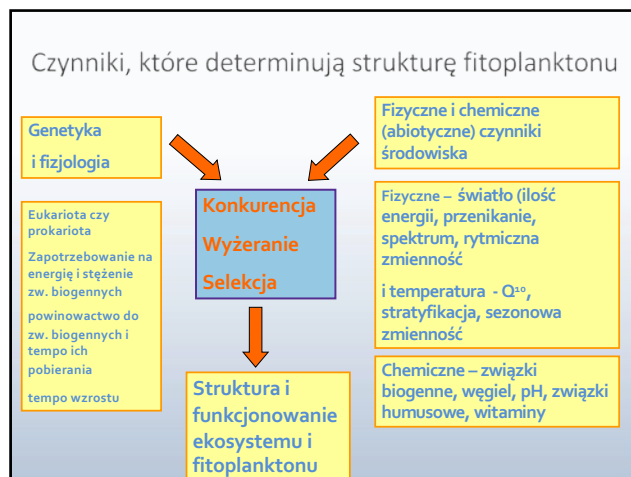 Czynniki, które determinują strukturę fitoplanktonu
Genetyka
i fizjologia
Eukariota czy
prokariota
Zapotrzebowanie na
energię i stężenie
zw. biogennych
powinowactwo do
zw. biogennych i
tempo ich
pobierania
tempo wzrostu
Konkurencja
Wyżeranie
Selekcja
Struktura i
funkcjonowanie
ekosystemu i
fitoplanktonu
Fizyczne i chemiczne
(abiotyczne) czynniki
środowiska
Fizyczne – światło (ilość
energii, przenikanie,
spektrum, rytmiczna
zmienność
i temperatura - Q¹⁰,
stratyfikacja, sezonowa
zmienność
Chemiczne – związki
biogenne, węgiel, pH, związki
humusowe, witaminy